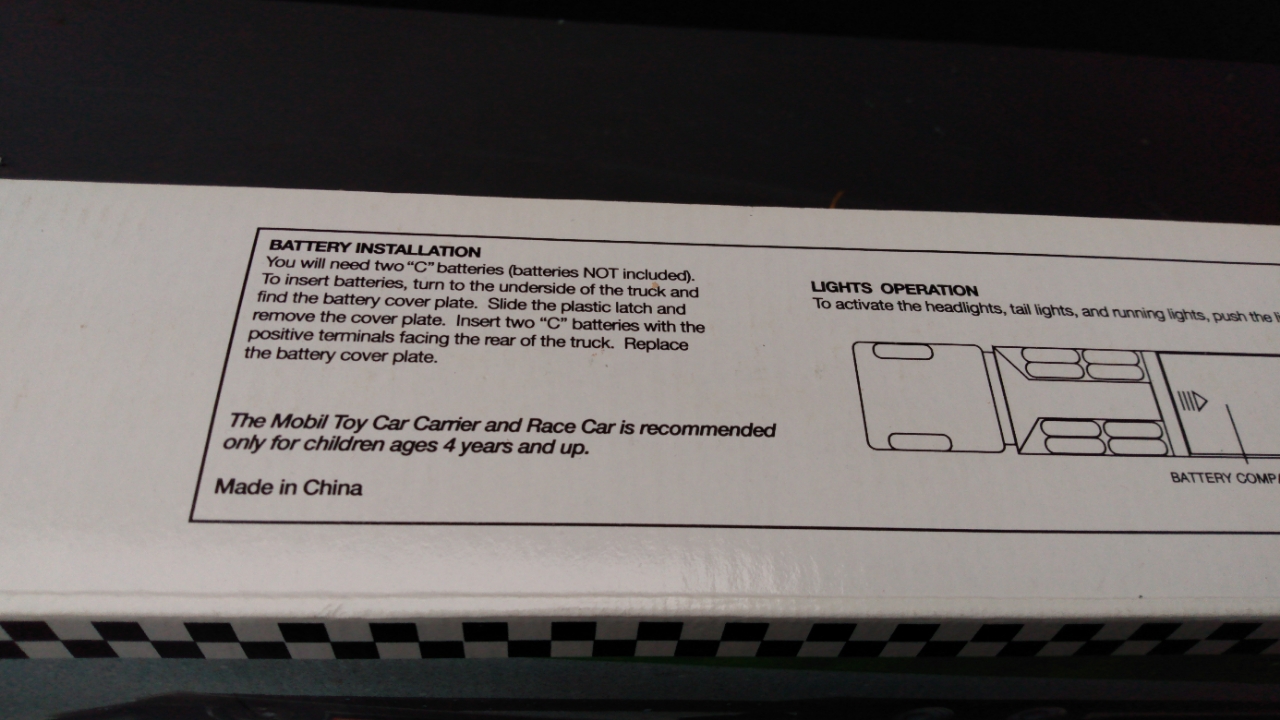 BATTERY INSTALLATION
You will need two "C" batteries (batteries NOT included).
To insert batteries, turn to the underside of the truck and
find the battery cover plate. Slide the plastic latch and
remove the cover plate. Insert two "C" batteries with the
positive terminals facing the rear of the truck. Replace
the battery cover plate.
The Mobil Toy Car Carrier and Race Car is recommended
only for children ages 4 years and up.
Made in China
LIGHTS OPERATION
To activate the headlights, tail lights, and running lights, push the
BATTERY